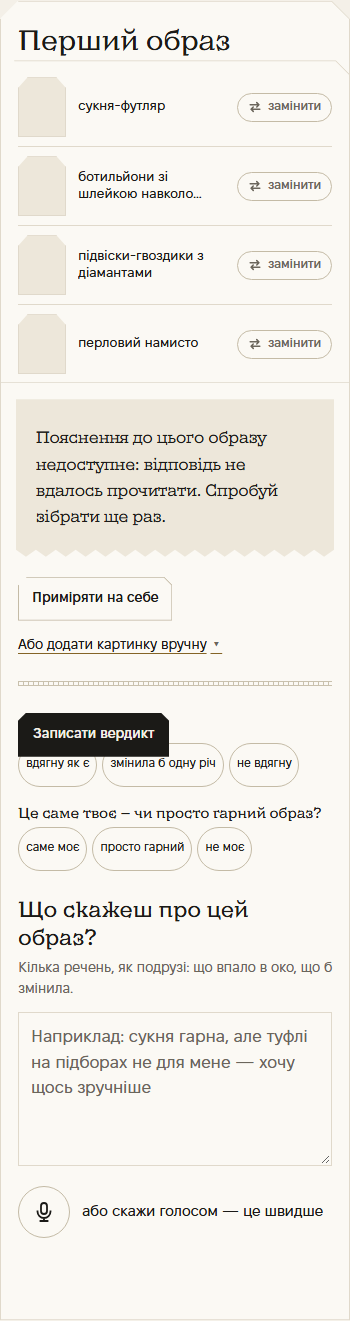 Перший образ
сукня-футляр
замінити
ботильйони зі
шлейкою навколо...
замінити
підвіски-гвоздики з
діамантами
замінити
перловий намисто
замінити
Пояснення до цього образу
недоступне: відповідь не
вдалось прочитати. Спробуй
зібрати ще раз.
Приміряти на себе
Або додати картинку вручну
Записати вердикт
вдягну як є
змінила б одну річ
не вдягну
Це саме твоє — чи просто гарний образ?
саме моє
просто гарний
не моє
Що скажеш про цей
образ?
Кілька речень, як подрузі: що впало в око, що б
змінила.
Наприклад: сукня гарна, але туфлі
на підборах не для мене — хочу
щось зручніше
або скажи голосом — це швидше